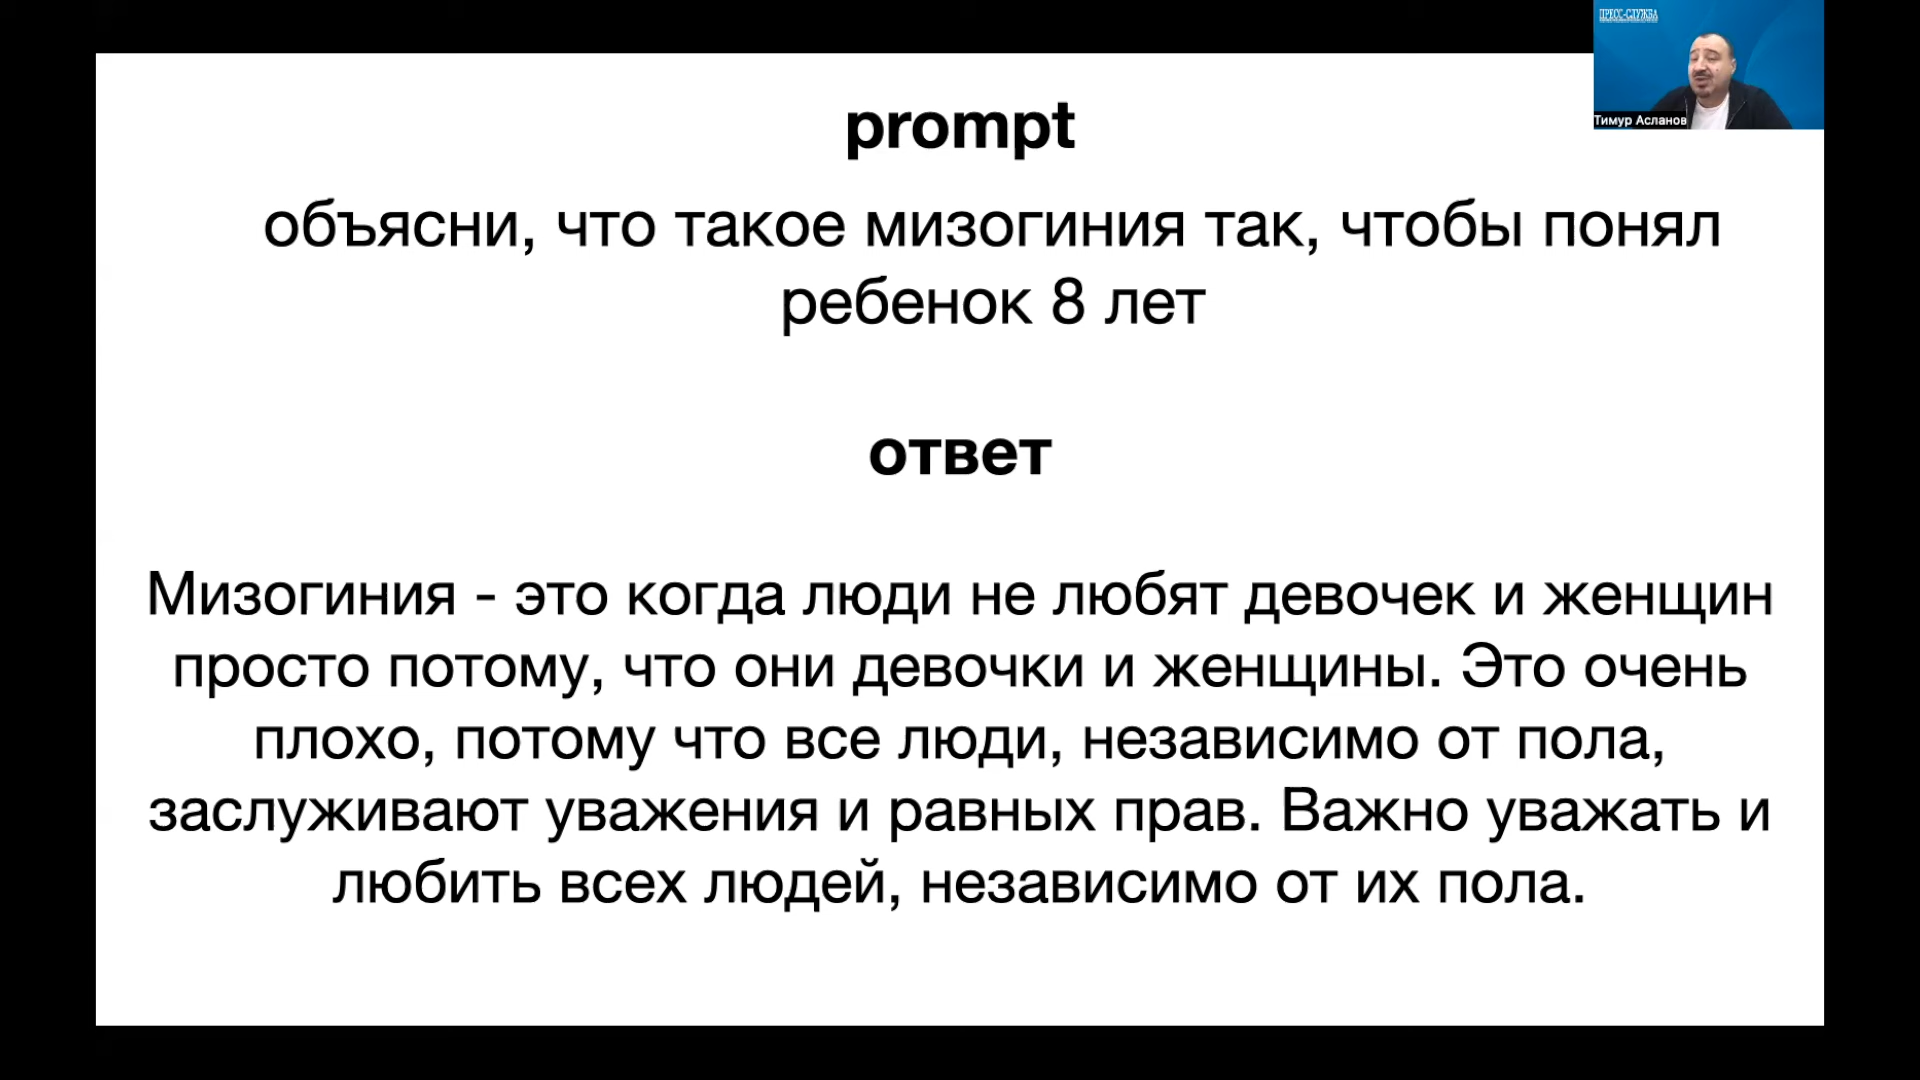 ПРЕСС-СЛУЖБА
Тимур Асланов
prompt
объясни, что такое мизогиния так, чтобы понял
ребенок 8 лет
ответ
Мизогиния - это когда люди не любят девочек и женщин
просто потому, что они девочки и женщины. Это очень
плохо, потому что все люди, независимо от пола,
заслуживают уважения и равных прав. Важно уважать и
любить всех людей, независимо от их пола.